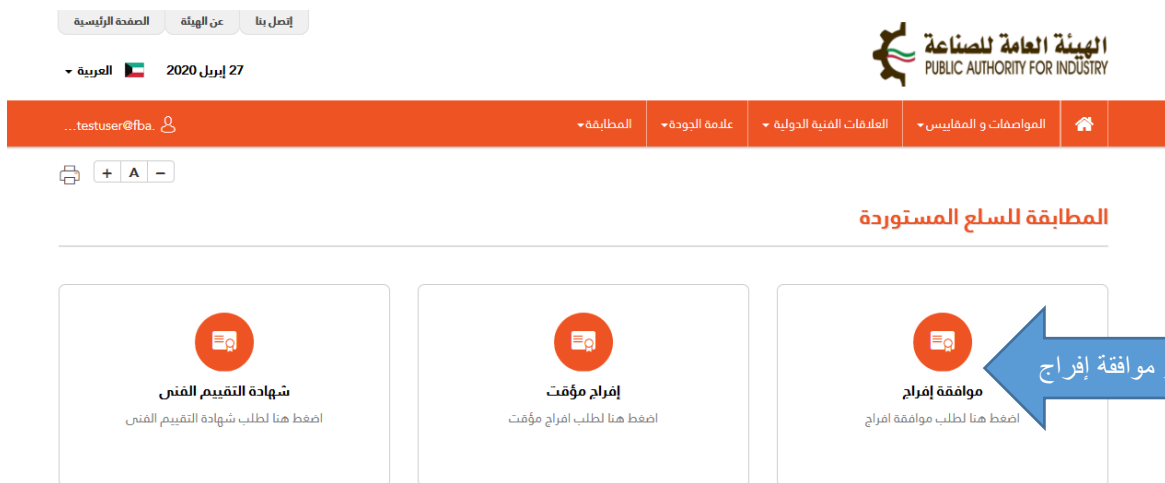 الصفحة الرئيسية
عن الهيئة
إتصل بنا
الهيئة العامة للصناعة
PUBLIC AUTHORITY FOR INDUSTRY
27 إبريل 2020
العربية
المواصفات و المقاييس
العلاقات الفنية الدولية
علامة الجودة
المطابقة
testuser@fba. ...
+ A −
المطابقة للسلع المستوردة
موافقة إفراج
اضغط هنا لطلب موافقة افراج
موافقة إفراج
إفراج مؤقت
اضغط هنا لطلب افراج مؤقت
شهادة التقييم الفنى
اضغط هنا لطلب شهادة التقييم الفنى